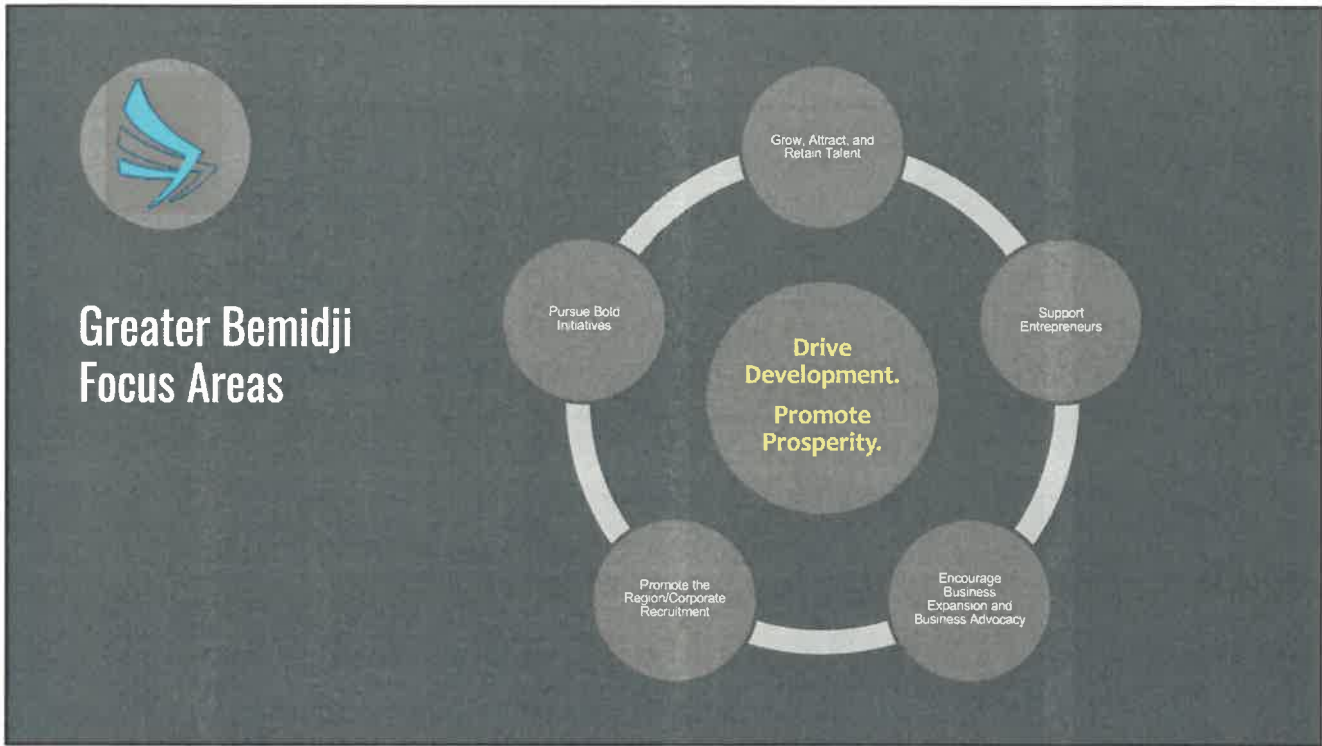 Greater Bemidji
Focus Areas
Grow, Attract, and
Retain Talent
Support
Entrepreneurs
Encourage
Business
Expansion and
Business Advocacy
Promote the
Region/Corporate
Recruitment
Pursue Bold
Initiatives
Drive
Development.
Promote
Prosperity.